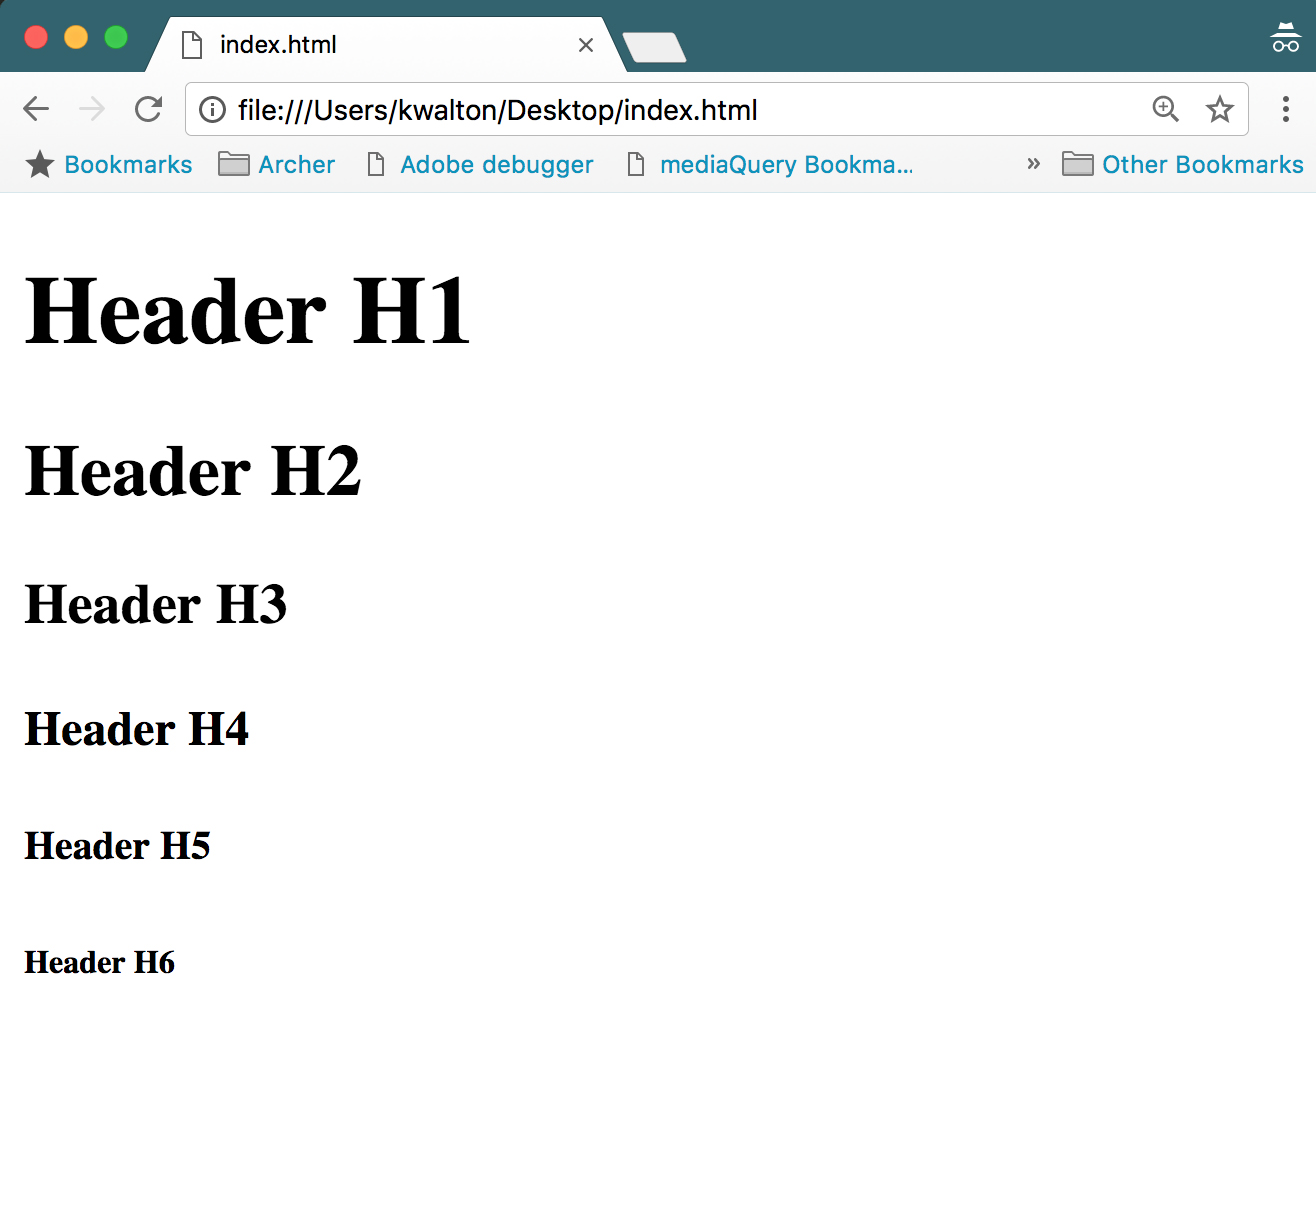 index.html
file:///Users/kwalton/Desktop/index.html
Bookmarks Archer Adobe debugger mediaQuery Bookma... » Other Bookmarks
Header H1
Header H2
Header H3
Header H4
Header H5
Header H6